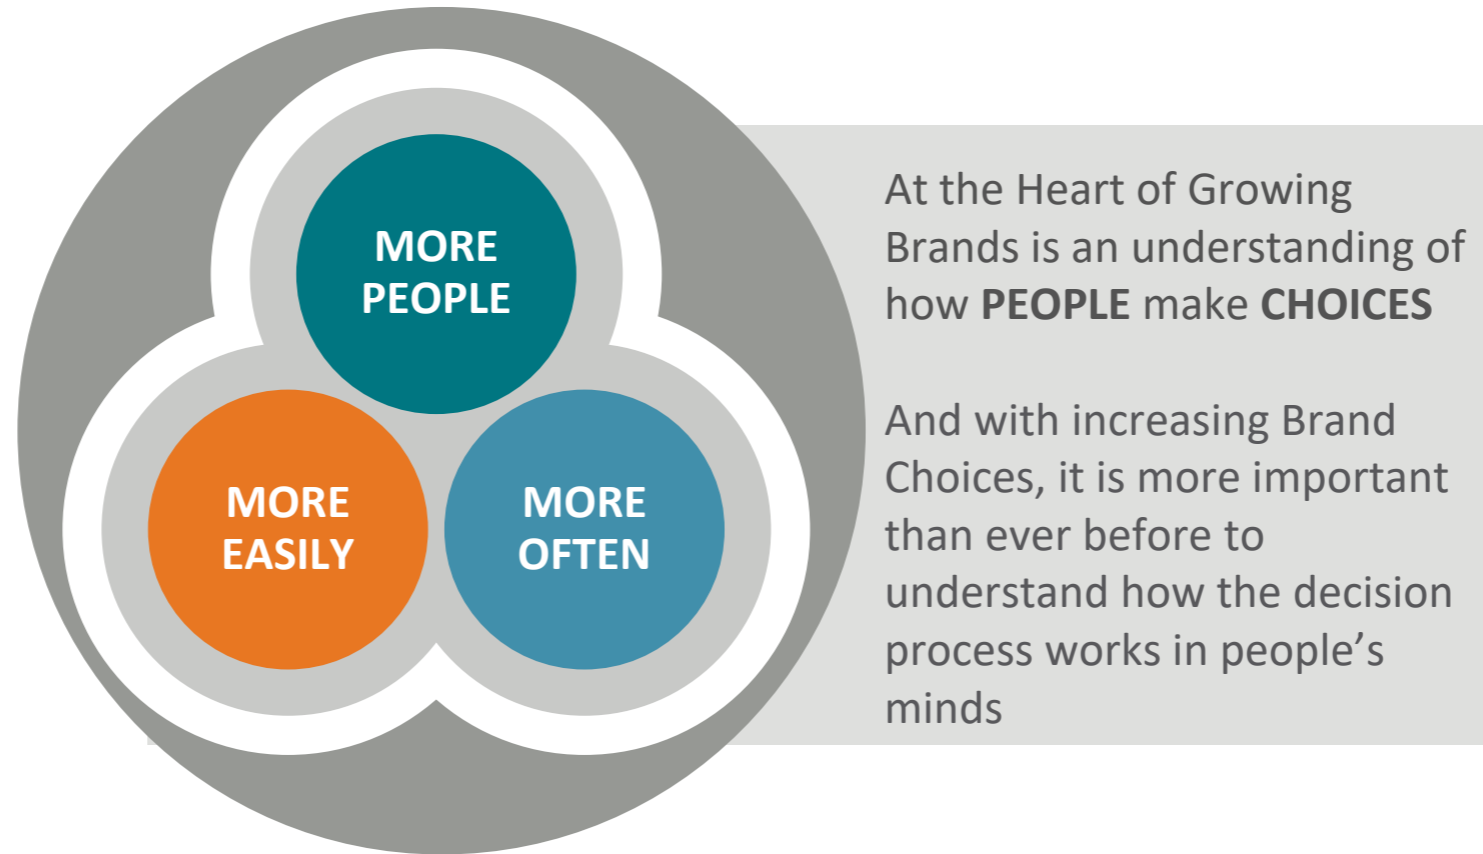 MORE
PEOPLE
MORE
EASILY
MORE
OFTEN
At the Heart of Growing
Brands is an understanding of
how PEOPLE make CHOICES
And with increasing Brand
Choices, it is more important
than ever before to
understand how the decision
process works in people’s
minds